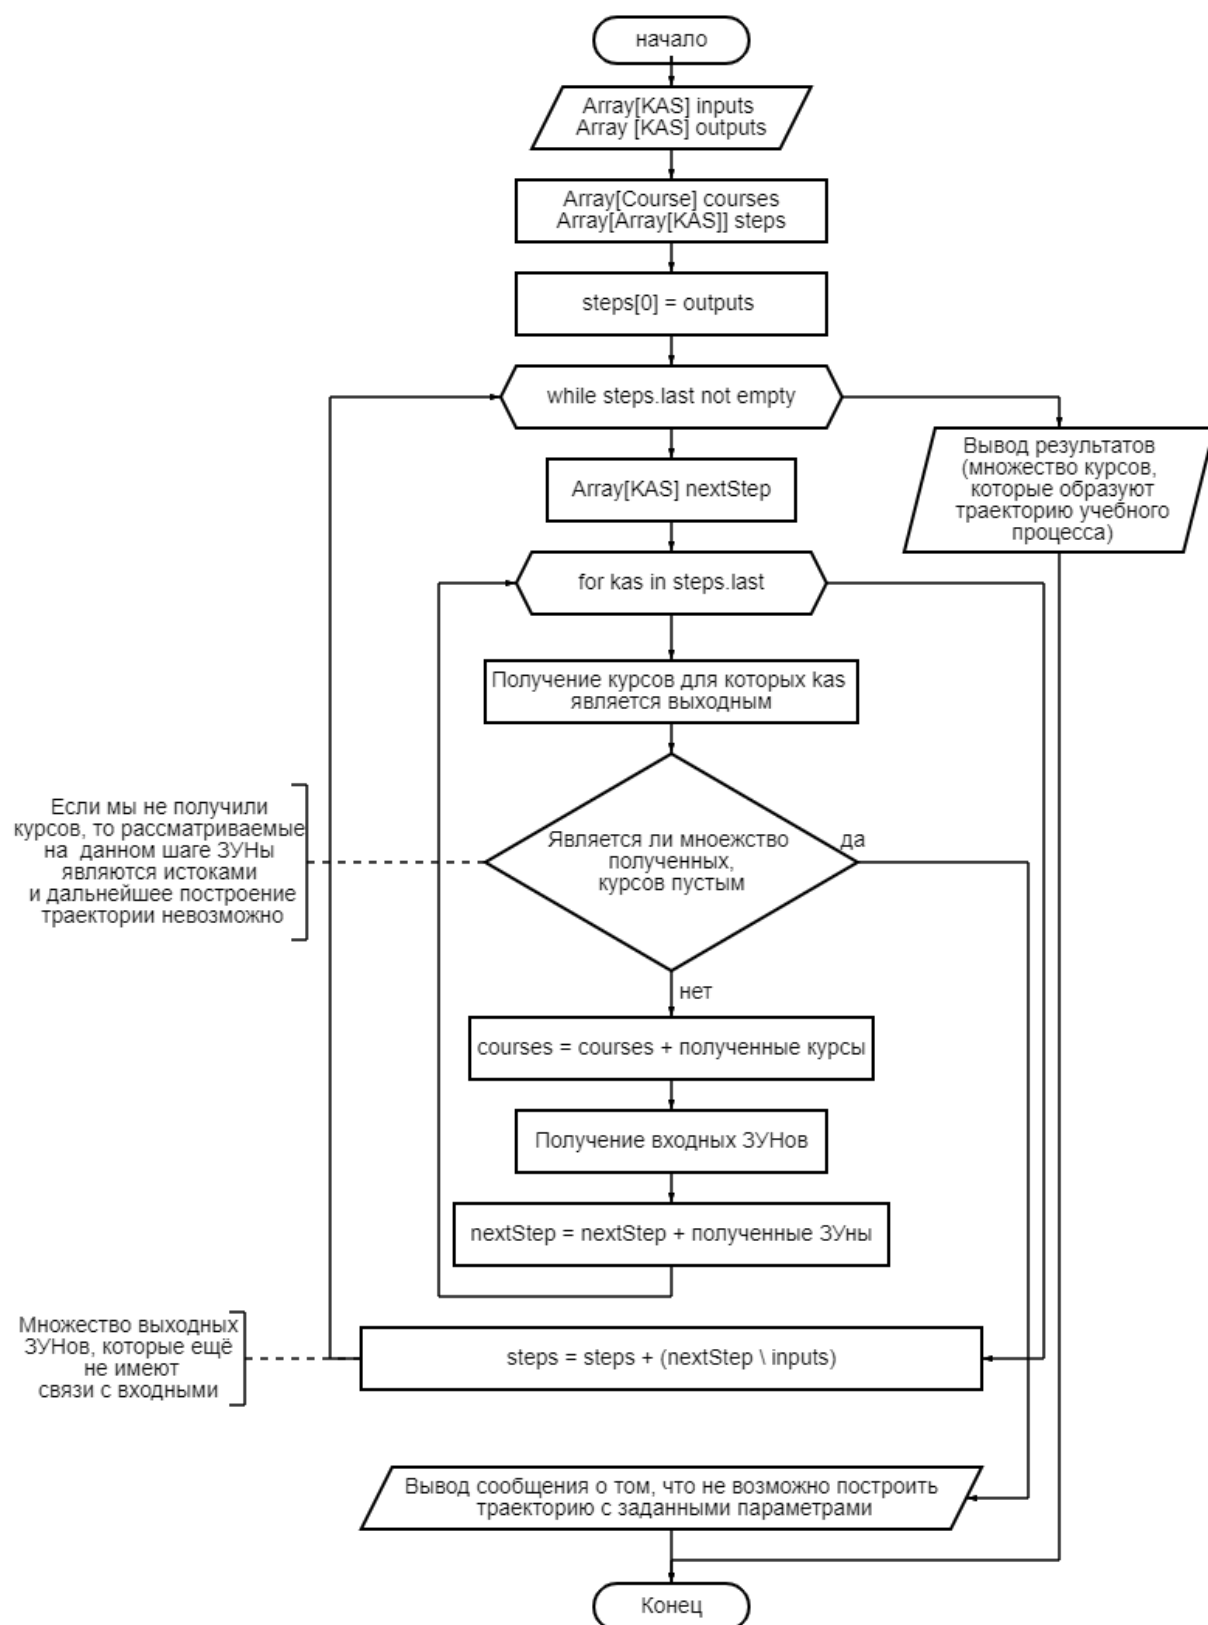 начало
Array[KAS] inputs
Array [KAS] outputs
Array[Course] courses
Array[Array[KAS]] steps
steps[0] = outputs
while steps.last not empty
Вывод результатов
(множество курсов,
которые образуют
траекторию учебного
процесса)
Array[KAS] nextStep
for kas in steps.last
Получение курсов для которых kas
является выходным
Если мы не получили
курсов, то рассматриваемые
на данном шаге ЗУНы
являются истоками
и дальнейшее построение
траектории невозможно
Является ли мноежство
полученных,
курсов пустым
да
нет
courses = courses + полученные курсы
Получение входных ЗУНов
nextStep = nextStep + полученные ЗУны
Множество выходных
ЗУНов, которые ещё
не имеют
связи с входными
steps = steps + (nextStep \ inputs)
Вывод сообщения о том, что не возможно построить
траекторию с заданными параметрами
Конец